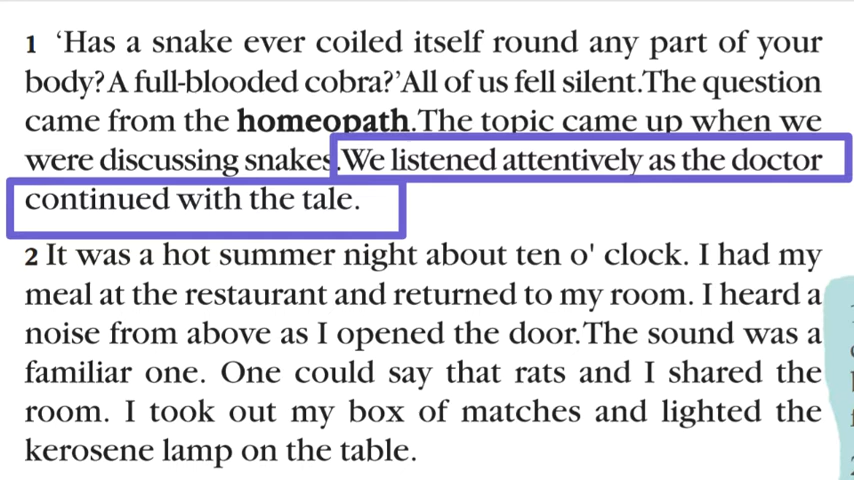 1 ‘Has a snake ever coiled itself round any part of your
body? A full-blooded cobra?’ All of us fell silent. The question
came from the homeopath. The topic came up when we
were discussing snakes. We listened attentively as the doctor
continued with the tale.
2 It was a hot summer night about ten o' clock. I had my
meal at the restaurant and returned to my room. I heard a
noise from above as I opened the door. The sound was a
familiar one. One could say that rats and I shared the
room. I took out my box of matches and lighted the
kerosene lamp on the table.